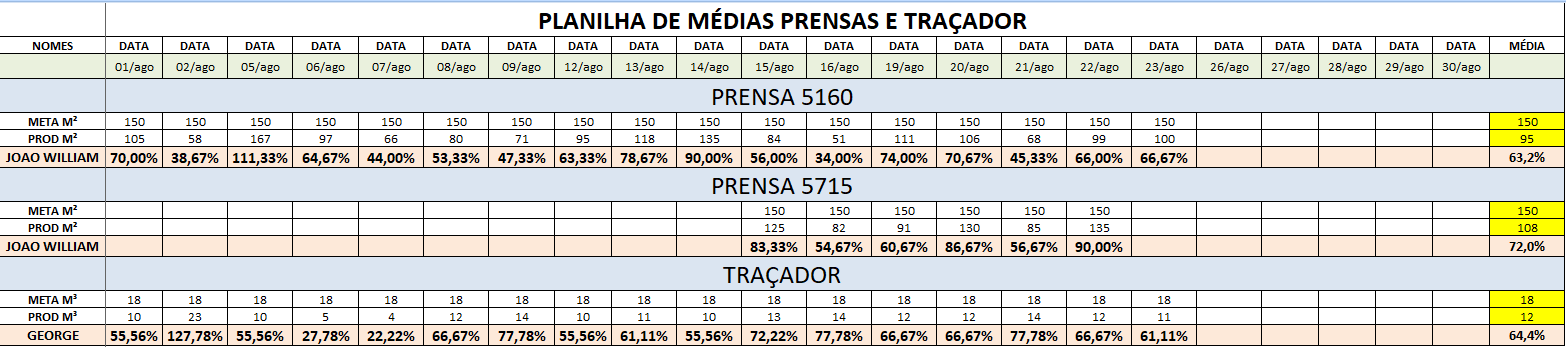 PLANILHA DE MÉDIAS PRENSAS E TRAÇADOR
NOMES DATA DATA DATA DATA DATA DATA DATA DATA DATA DATA DATA DATA DATA DATA DATA DATA DATA DATA DATA DATA DATA DATA MÉDIA
01/ago 02/ago 05/ago 06/ago 07/ago 08/ago 09/ago 12/ago 13/ago 14/ago 15/ago 16/ago 19/ago 20/ago 21/ago 22/ago 23/ago 26/ago 27/ago 28/ago 29/ago 30/ago
PRENSA 5160
META M² 150 150 150 150 150 150 150 150 150 150 150 150 150 150 150 150 150 150
PROD M² 105 58 167 97 66 80 71 95 118 135 84 51 111 106 68 99 100 95
JOAO WILLIAM 70,00% 38,67% 111,33% 64,67% 44,00% 53,33% 47,33% 63,33% 78,67% 90,00% 56,00% 34,00% 74,00% 70,67% 45,33% 66,00% 66,67% 63,2%
PRENSA 5715
META M² 150 150 150 150 150 150 150
PROD M² 125 82 91 130 85 135 108
JOAO WILLIAM 83,33% 54,67% 60,67% 86,67% 56,67% 90,00% 72,0%
TRAÇADOR
META M³ 18 18 18 18 18 18 18 18 18 18 18 18 18 18 18 18 18 18
PROD M³ 10 23 10 5 4 12 14 10 11 10 13 14 12 12 14 12 11 12
GEORGE 55,56% 127,78% 55,56% 27,78% 22,22% 66,67% 77,78% 55,56% 61,11% 55,56% 72,22% 77,78% 66,67% 66,67% 77,78% 66,67% 61,11% 64,4%